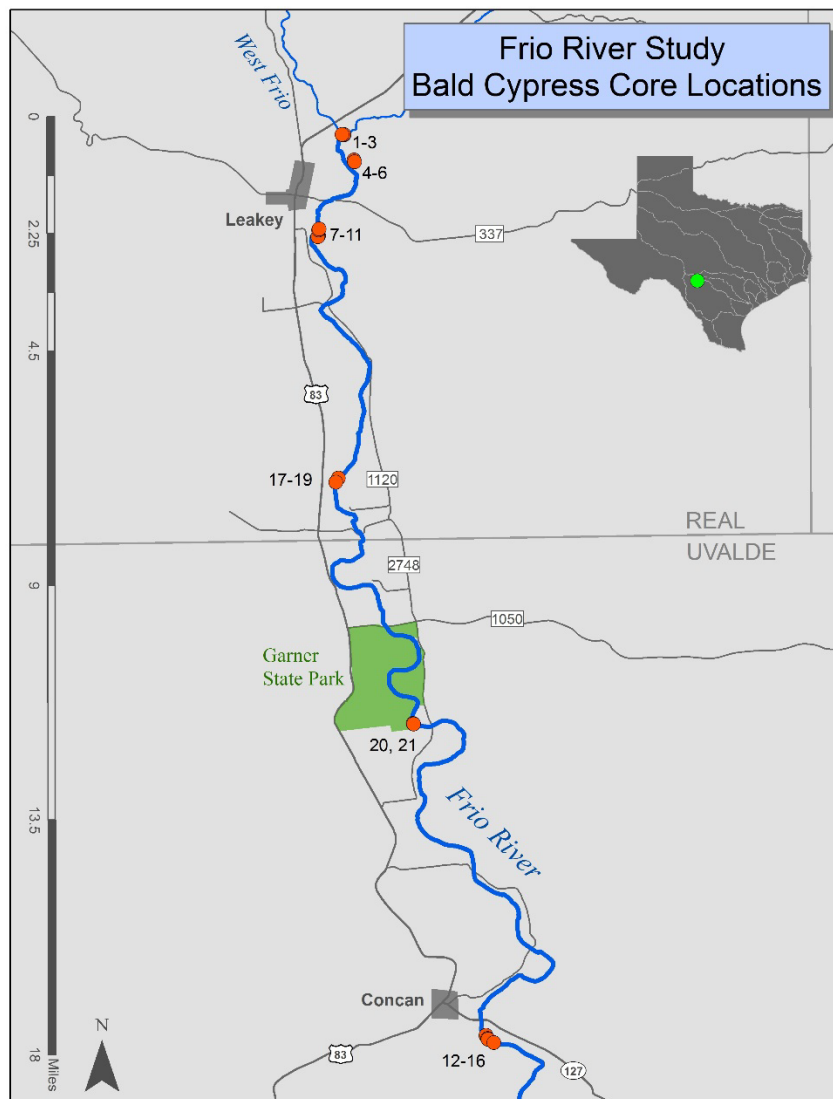 Frio River Study
Bald Cypress Core Locations
West Frio
0
1-3
4-6
Leakey
7-11
337
2.25
4.5
83
17-19
1120
REAL
UVALDE
2748
9
1050
Garner
State Park
20, 21
Frio River
13.5
Concan
12-16
N
83
127
18
Miles